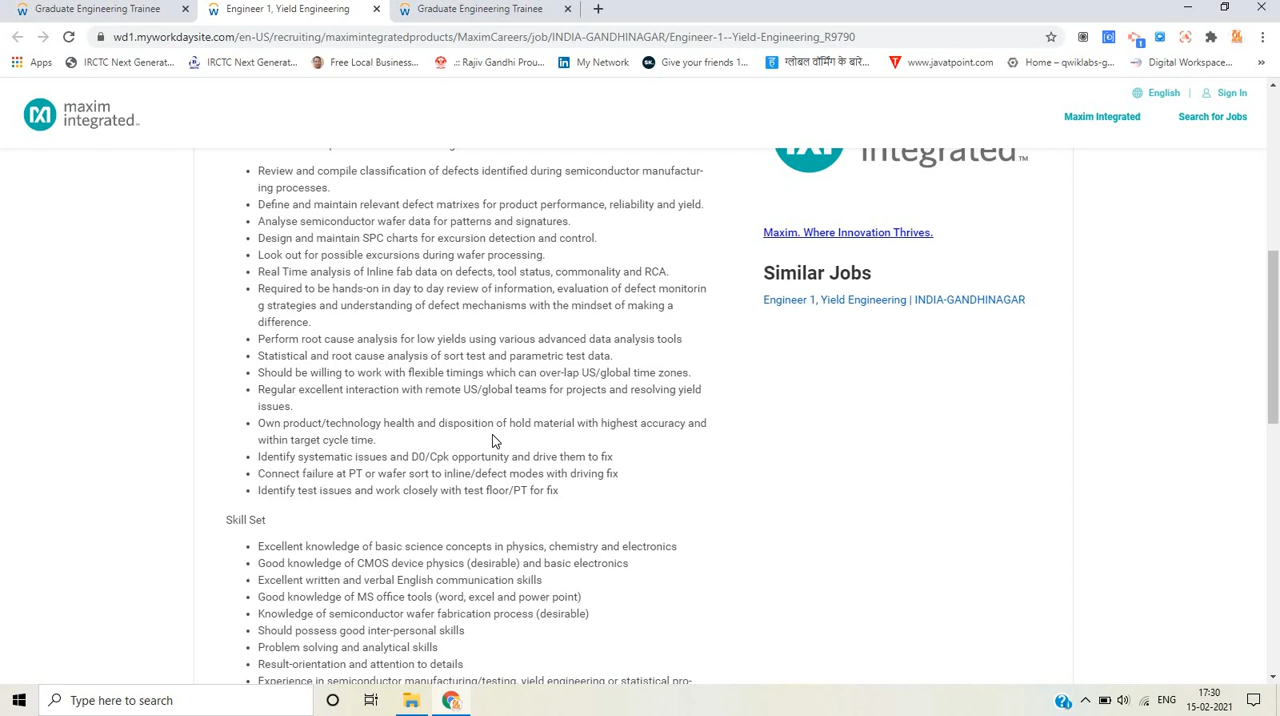 Graduate Engineering Trainee
Engineer 1, Yield Engineering
Graduate Engineering Trainee
wd1.myworkdaysite.com/en-US/recruiting/maximintegratedproducts/MaximCareers/job/INDIA-GANDHINAGAR/Engineer-1--Yield-Engineering_R9790
Apps
IRCTC Next Generat...
IRCTC Next Generat...
Free Local Business...
.:: Rajiv Gandhi Prou...
My Network
Give your friends 1...
ग्लोबल वॉर्मिंग के बारे...
www.javatpoint.com
Home – qwiklabs-g...
Digital Workspace...
maxim
integrated™
English
Sign In
Maxim Integrated
Search for Jobs
integrated™
Review and compile classification of defects identified during semiconductor manufactur-
ing processes.
Define and maintain relevant defect matrixes for product performance, reliability and yield.
Analyse semiconductor wafer data for patterns and signatures.
Design and maintain SPC charts for excursion detection and control.
Look out for possible excursions during wafer processing.
Real Time analysis of Inline fab data on defects, tool status, commonality and RCA.
Required to be hands-on in day to day review of information, evaluation of defect monitorin
g strategies and understanding of defect mechanisms with the mindset of making a
difference.
Perform root cause analysis for low yields using various advanced data analysis tools
Statistical and root cause analysis of sort test and parametric test data.
Should be willing to work with flexible timings which can over-lap US/global time zones.
Regular excellent interaction with remote US/global teams for projects and resolving yield
issues.
Own product/technology health and disposition of hold material with highest accuracy and
within target cycle time.
Identify systematic issues and D0/Cpk opportunity and drive them to fix
Connect failure at PT or wafer sort to inline/defect modes with driving fix
Identify test issues and work closely with test floor/PT for fix
Skill Set
Excellent knowledge of basic science concepts in physics, chemistry and electronics
Good knowledge of CMOS device physics (desirable) and basic electronics
Excellent written and verbal English communication skills
Good knowledge of MS office tools (word, excel and power point)
Knowledge of semiconductor wafer fabrication process (desirable)
Should possess good inter-personal skills
Problem solving and analytical skills
Result-orientation and attention to details
Experience in semiconductor manufacturing/testing, yield engineering or statistical pro-
Maxim. Where Innovation Thrives.
Similar Jobs
Engineer 1, Yield Engineering | INDIA-GANDHINAGAR
Type here to search
ENG
17:30
15-02-2021